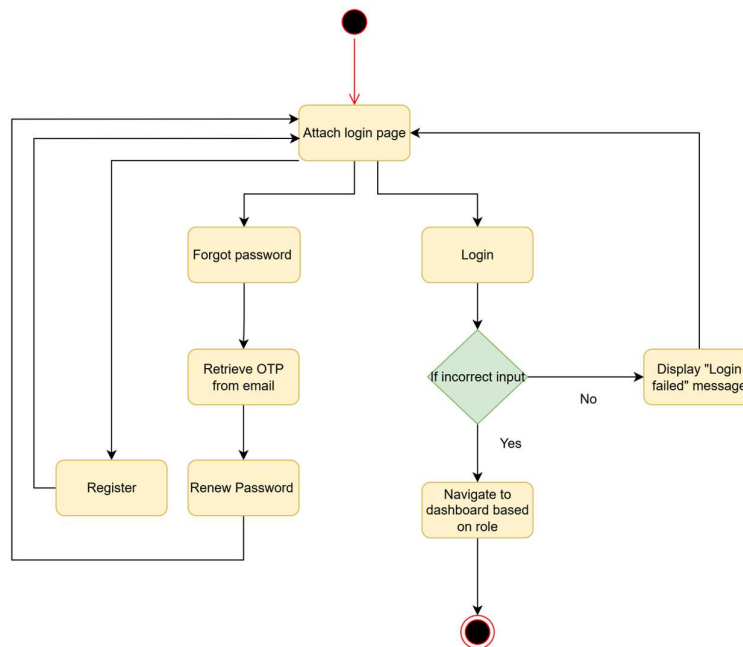 Attach login page
Forgot password
Login
Retrieve OTP
from email
If incorrect input
Display "Login
failed" message
No
Yes
Register
Renew Password
Navigate to
dashboard based
on role